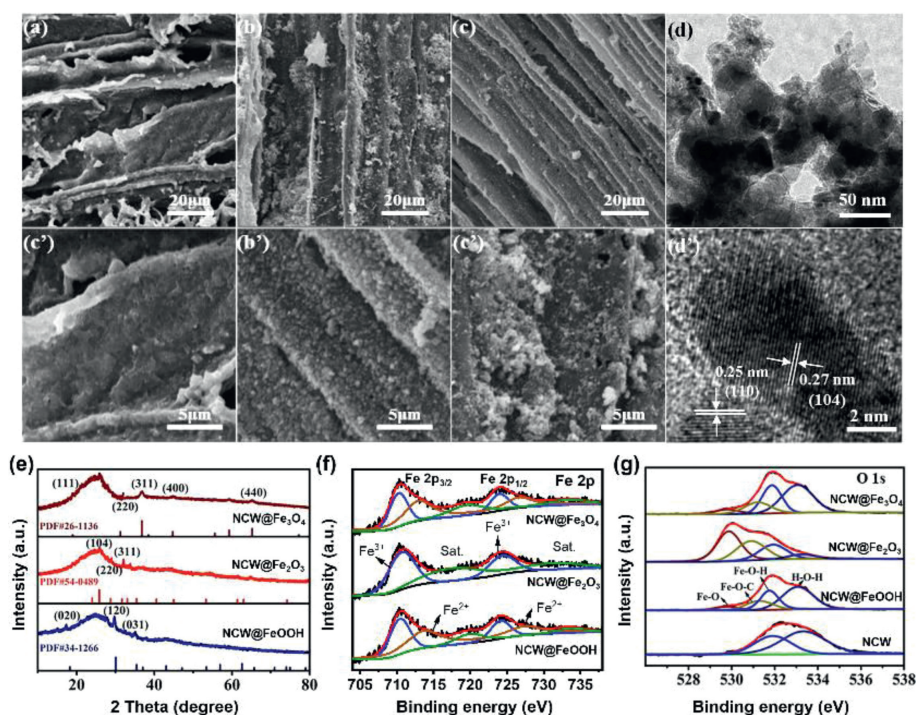 (a)
20μm
(b)
20μm
(c)
20μm
(d)
50 nm
(c')
5μm
(b')
5μm
(c')
5μm
(d')
0.25 nm
(110)
0.27 nm
(104)
2 nm
(e)
Intensity (a.u.)
(111)
(220)
(311)
(400)
(440)
NCW@Fe₃O₄
PDF#26-1136
(104)
(220)
(311)
NCW@Fe₂O₃
PDF#54-0489
(020)
(120)
(031)
NCW@FeOOH
PDF#34-1266
20 40 60 80
2 Theta (degree)
(f)
Intensity (a.u.)
Fe 2p₃/₂
Fe 2p₁/₂
Fe 2p
NCW@Fe₃O₄
Fe³⁺
Fe³⁺
Sat.
Sat.
NCW@Fe₂O₃
Fe²⁺
Fe²⁺
NCW@FeOOH
705 710 715 720 725 730 735
Binding energy (eV)
(g)
Intensity (a.u.)
O 1s
NCW@Fe₃O₄
NCW@Fe₂O₃
Fe-O
Fe-O-C
Fe-O-H
H-O-H
NCW@FeOOH
NCW
528 530 532 534 536 538
Binding energy (eV)